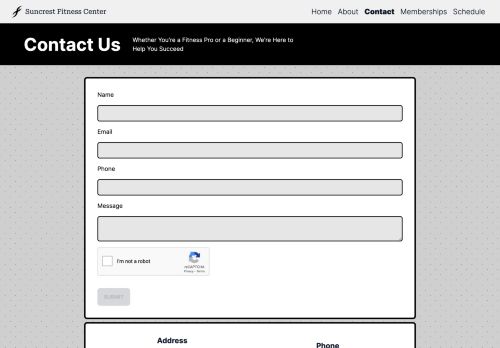 Suncrest Fitness Center
Home About Contact Memberships Schedule
Contact Us
Whether You're a Fitness Pro or a Beginner, We're Here to
Help You Succeed
Name
Email
Phone
Message
I'm not a robot
reCAPTCHA
Privacy - Terms
SUBMIT
Address
Phone